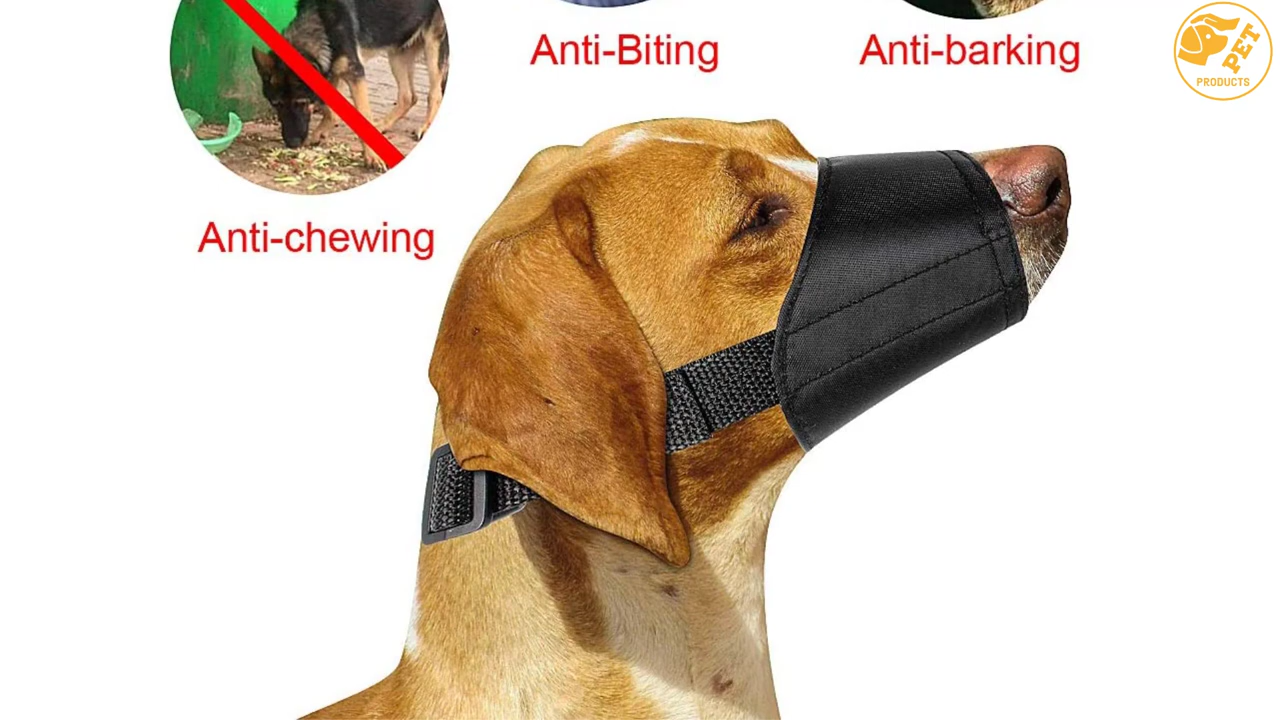 Anti-Biting
Anti-barking
PET
PRODUCTS
Anti-chewing